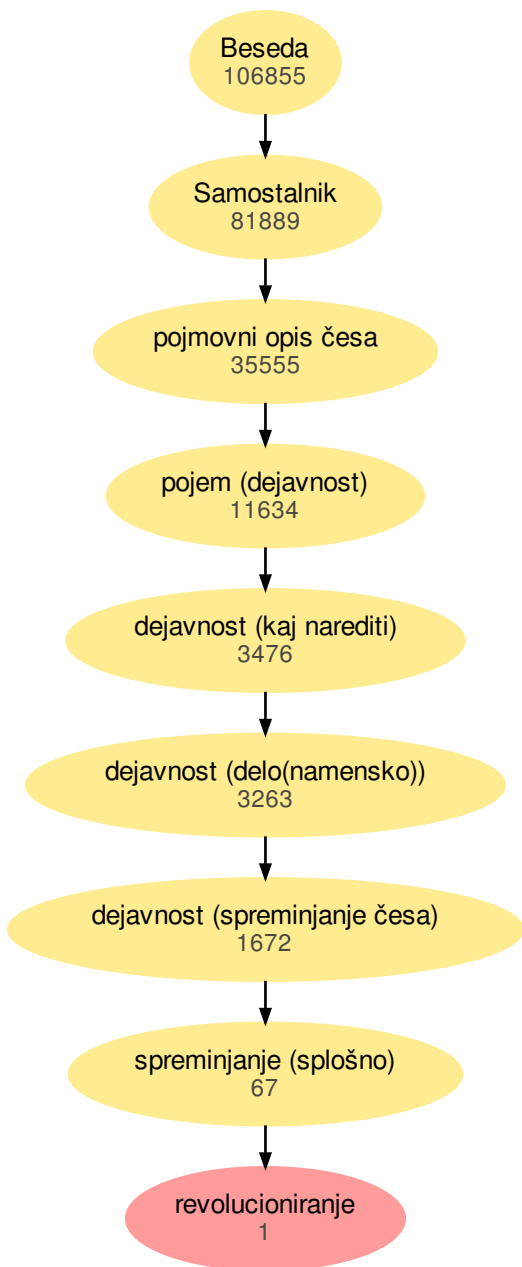 Beseda
106855
Samostalnik
81889
pojmovni opis česa
35555
pojem (dejavnost)
11634
dejavnost (kaj narediti)
3476
dejavnost (delo(namensko))
3263
dejavnost (spreminjanje česa)
1672
spreminjanje (splošno)
67
revolucioniranje
1